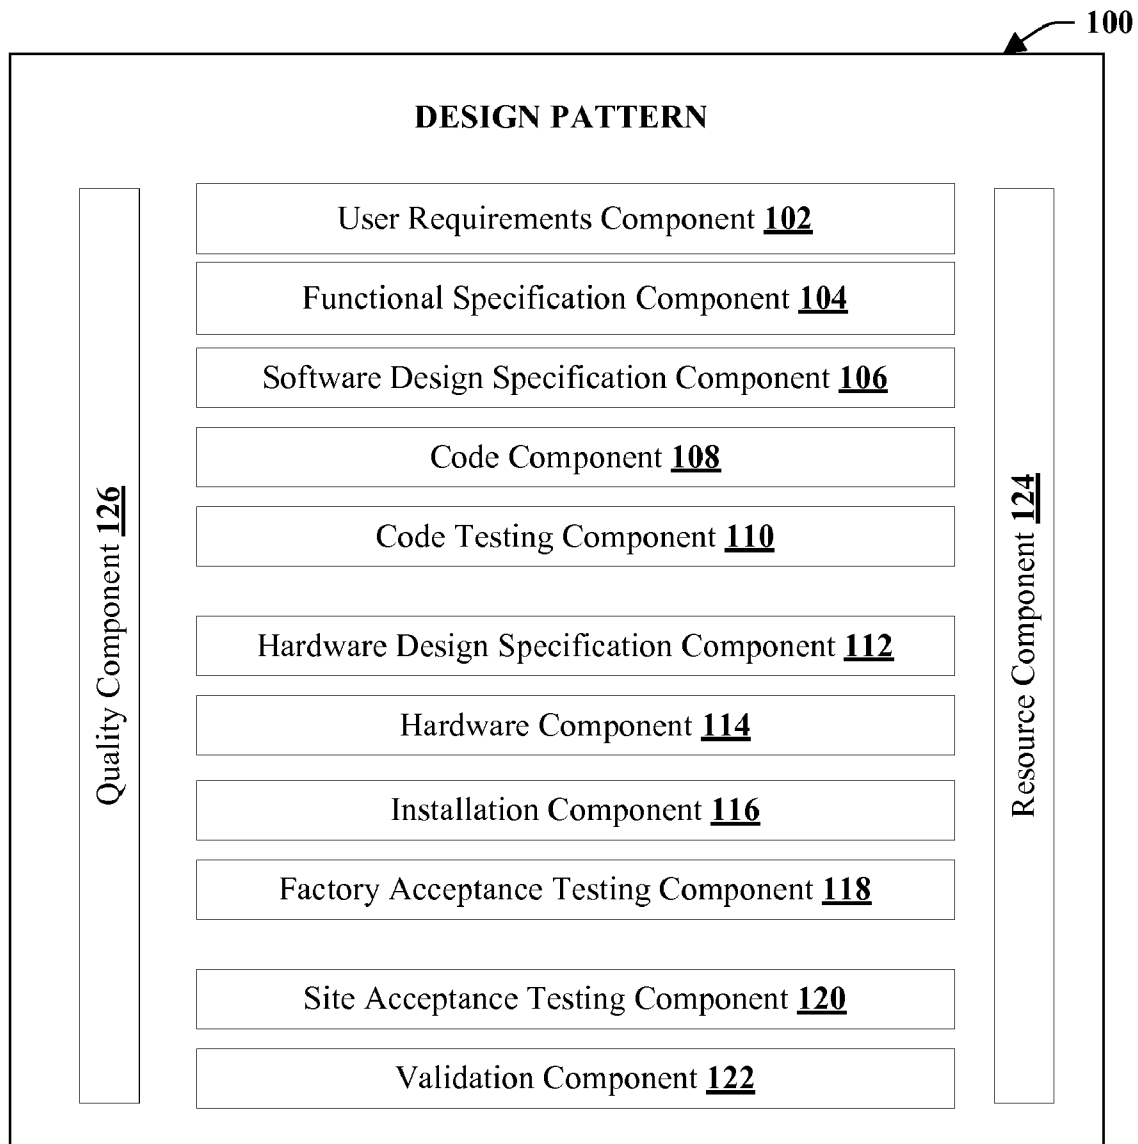 100
DESIGN PATTERN
User Requirements Component 102
Functional Specification Component 104
Software Design Specification Component 106
Code Component 108
Code Testing Component 110
Hardware Design Specification Component 112
Hardware Component 114
Installation Component 116
Factory Acceptance Testing Component 118
Site Acceptance Testing Component 120
Validation Component 122
Quality Component 126
Resource Component 124